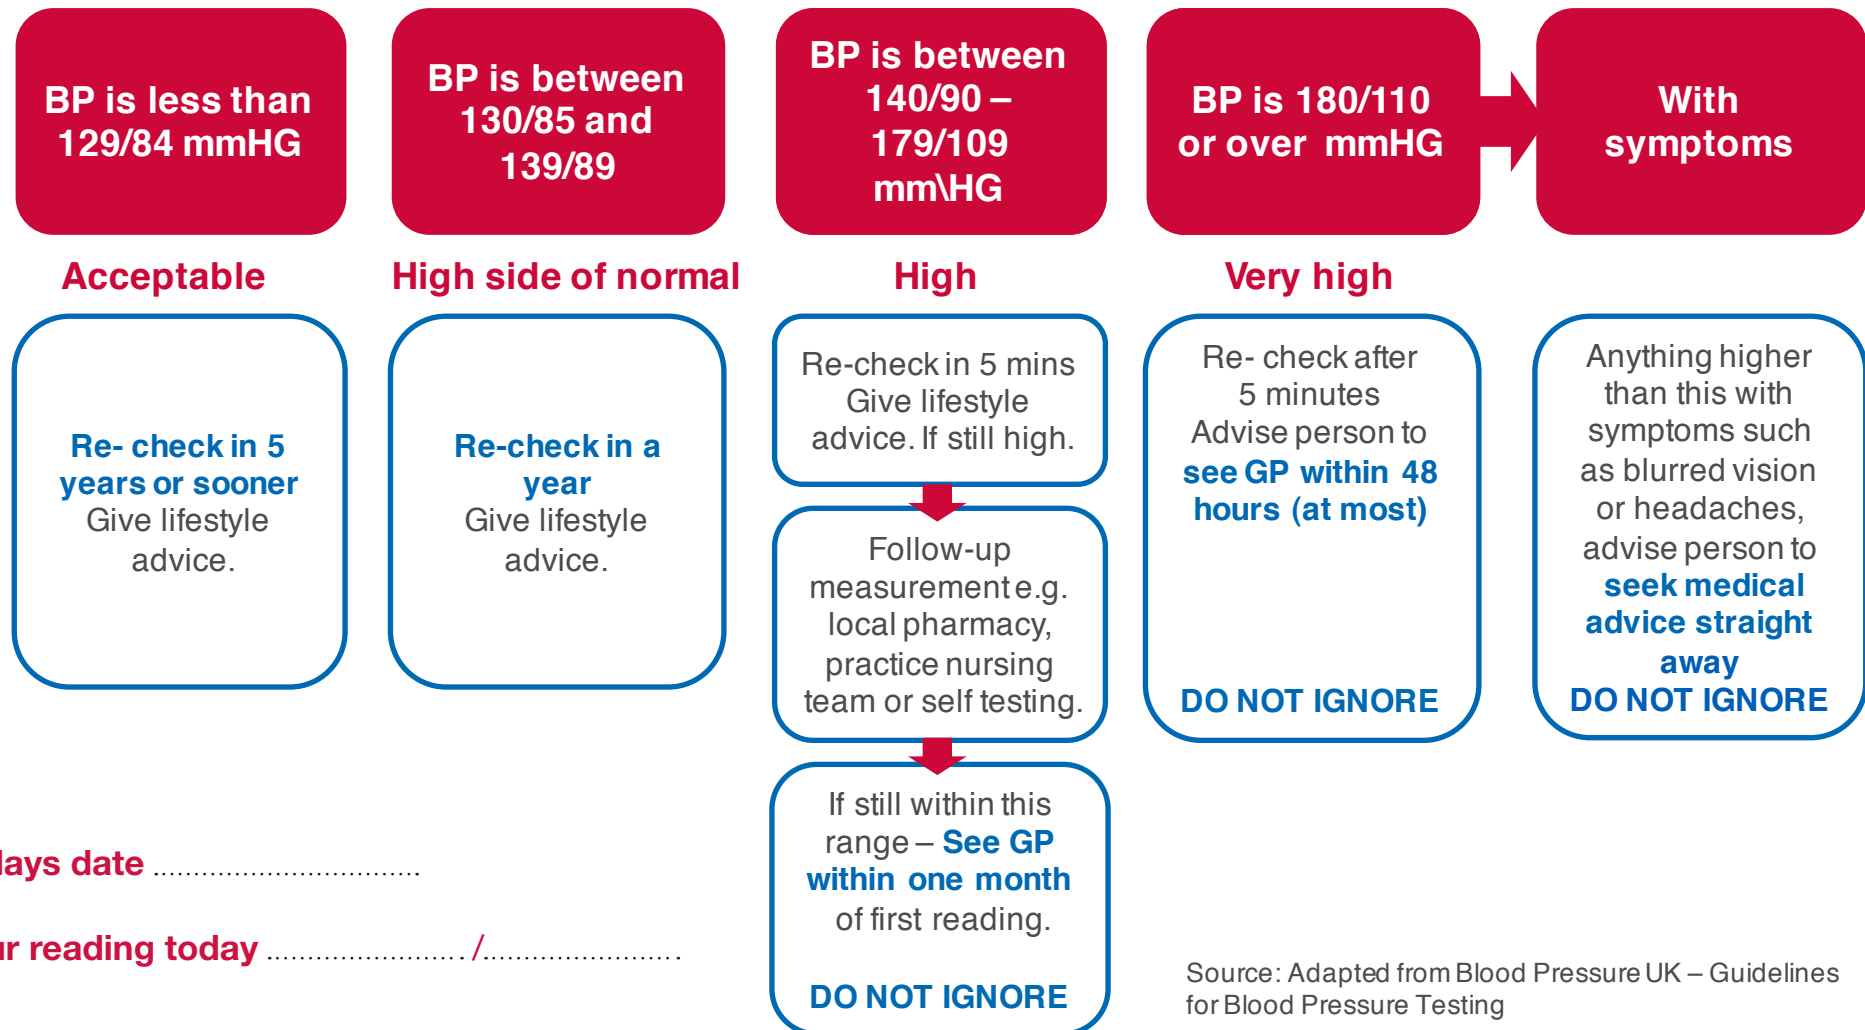 BP is less than
129/84 mmHG
BP is between
130/85 and
139/89
BP is between
140/90 –
179/109
mm\HG
BP is 180/110
or over mmHG
With
symptoms
Acceptable
High side of normal
High
Very high
Re- check in 5
years or sooner
Give lifestyle
advice.
Re-check in a
year
Give lifestyle
advice.
Re-check in 5 mins
Give lifestyle
advice. If still high.
Follow-up
measurement e.g.
local pharmacy,
practice nursing
team or self testing.
If still within this
range – See GP
within one month
of first reading.
DO NOT IGNORE
Re- check after
5 minutes
Advise person to
see GP within 48
hours (at most)
DO NOT IGNORE
Anything higher
than this with
symptoms such
as blurred vision
or headaches,
advise person to
seek medical
advice straight
away
DO NOT IGNORE
lays date .................................
ur reading today ........................ /.........................
Source: Adapted from Blood Pressure UK – Guidelines
for Blood Pressure Testing